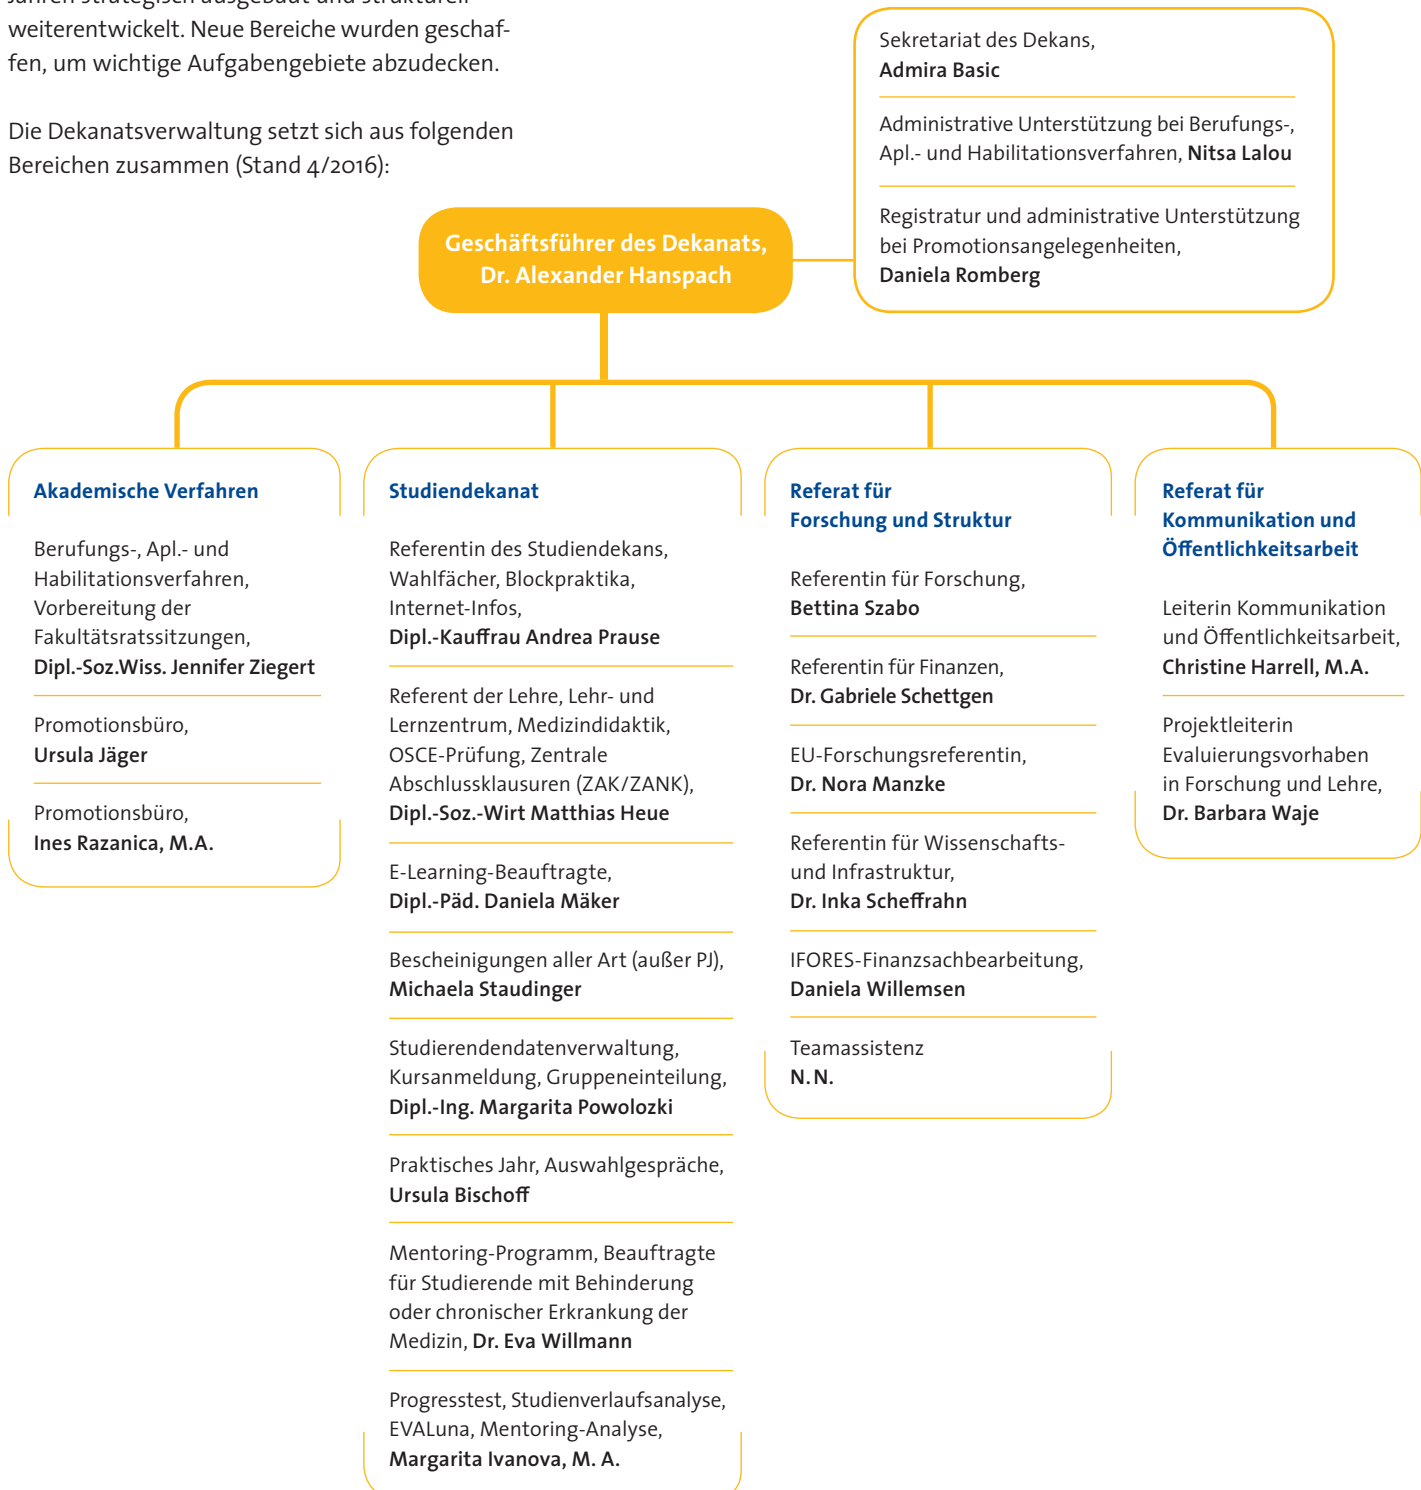 Jahren strategisch ausgebaut und strukturell
weiterentwickelt. Neue Bereiche wurden geschaf-
fen, um wichtige Aufgabengebiete abzudecken.
Die Dekanatsverwaltung setzt sich aus folgenden
Bereichen zusammen (Stand 4/2016):
Sekretariat des Dekans,
Admira Basic
Administrative Unterstützung bei Berufungs-,
Apl.- und Habilitationsverfahren, Nitsa Lalou
Registratur und administrative Unterstützung
bei Promotionsangelegenheiten,
Daniela Romberg
Geschäftsführer des Dekanats,
Dr. Alexander Hanspach
Akademische Verfahren
Berufungs-, Apl.- und
Habilitationsverfahren,
Vorbereitung der
Fakultätsratssitzungen,
Dipl.-Soz.Wiss. Jennifer Ziegert
Promotionsbüro,
Ursula Jäger
Promotionsbüro,
Ines Razanica, M.A.
Studiendekanat
Referentin des Studiendekans,
Wahlfächer, Blockpraktika,
Internet-Infos,
Dipl.-Kauffrau Andrea Prause
Referent der Lehre, Lehr- und
Lernzentrum, Medizindidaktik,
OSCE-Prüfung, Zentrale
Abschlussklausuren (ZAK/ZANK),
Dipl.-Soz.-Wirt Matthias Heue
E-Learning-Beauftragte,
Dipl.-Päd. Daniela Mäker
Bescheinigungen aller Art (außer PJ),
Michaela Staudinger
Studierendendatenverwaltung,
Kursanmeldung, Gruppeneinteilung,
Dipl.-Ing. Margarita Powolozki
Praktisches Jahr, Auswahlgespräche,
Ursula Bischoff
Mentoring-Programm, Beauftragte
für Studierende mit Behinderung
oder chronischer Erkrankung der
Medizin, Dr. Eva Willmann
Progresstest, Studienverlaufsanalyse,
EVALuna, Mentoring-Analyse,
Margarita Ivanova, M. A.
Referat für
Forschung und Struktur
Referentin für Forschung,
Bettina Szabo
Referentin für Finanzen,
Dr. Gabriele Schettgen
EU-Forschungsreferentin,
Dr. Nora Manzke
Referentin für Wissenschafts-
und Infrastruktur,
Dr. Inka Scheffrahn
IFORES-Finanzsachbearbeitung,
Daniela Willemsen
Teamassistenz
N. N.
Referat für
Kommunikation und
Öffentlichkeitsarbeit
Leiterin Kommunikation
und Öffentlichkeitsarbeit,
Christine Harrell, M.A.
Projektleiterin
Evaluierungsvorhaben
in Forschung und Lehre,
Dr. Barbara Waje